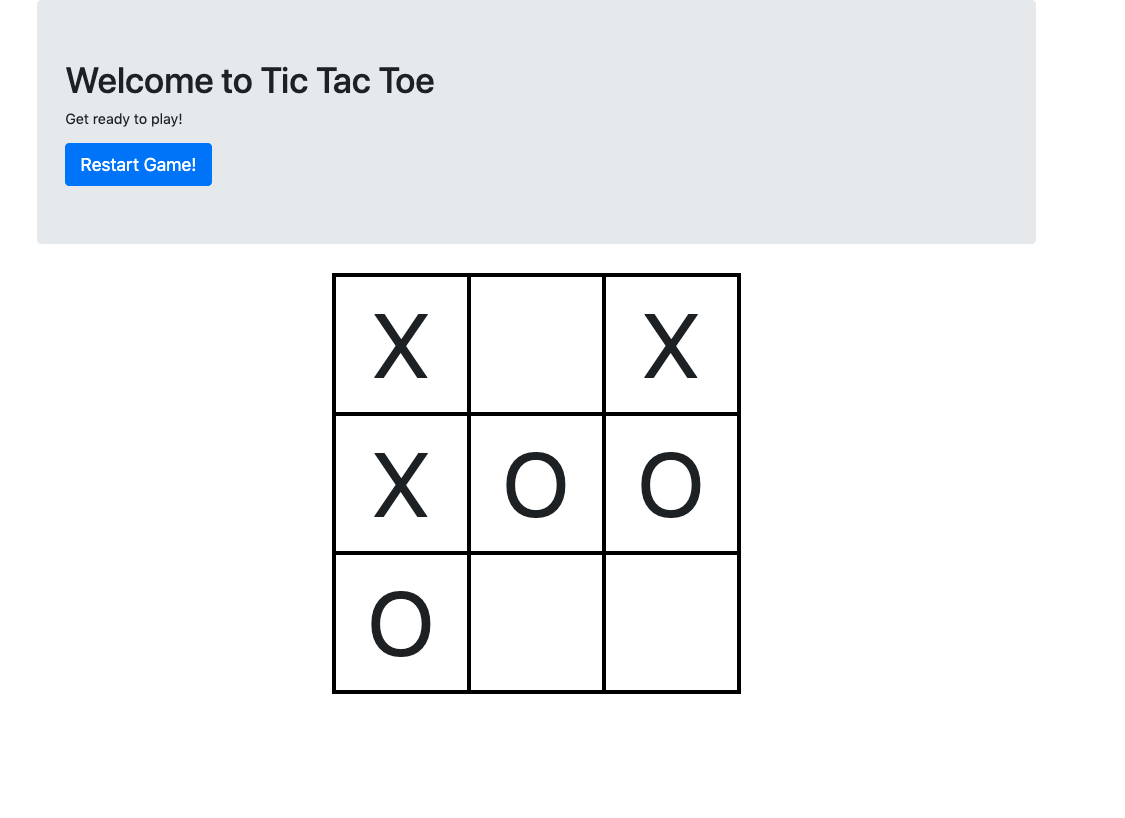 Welcome to Tic Tac Toe
Get ready to play!
Restart Game!
X X
X O O
O